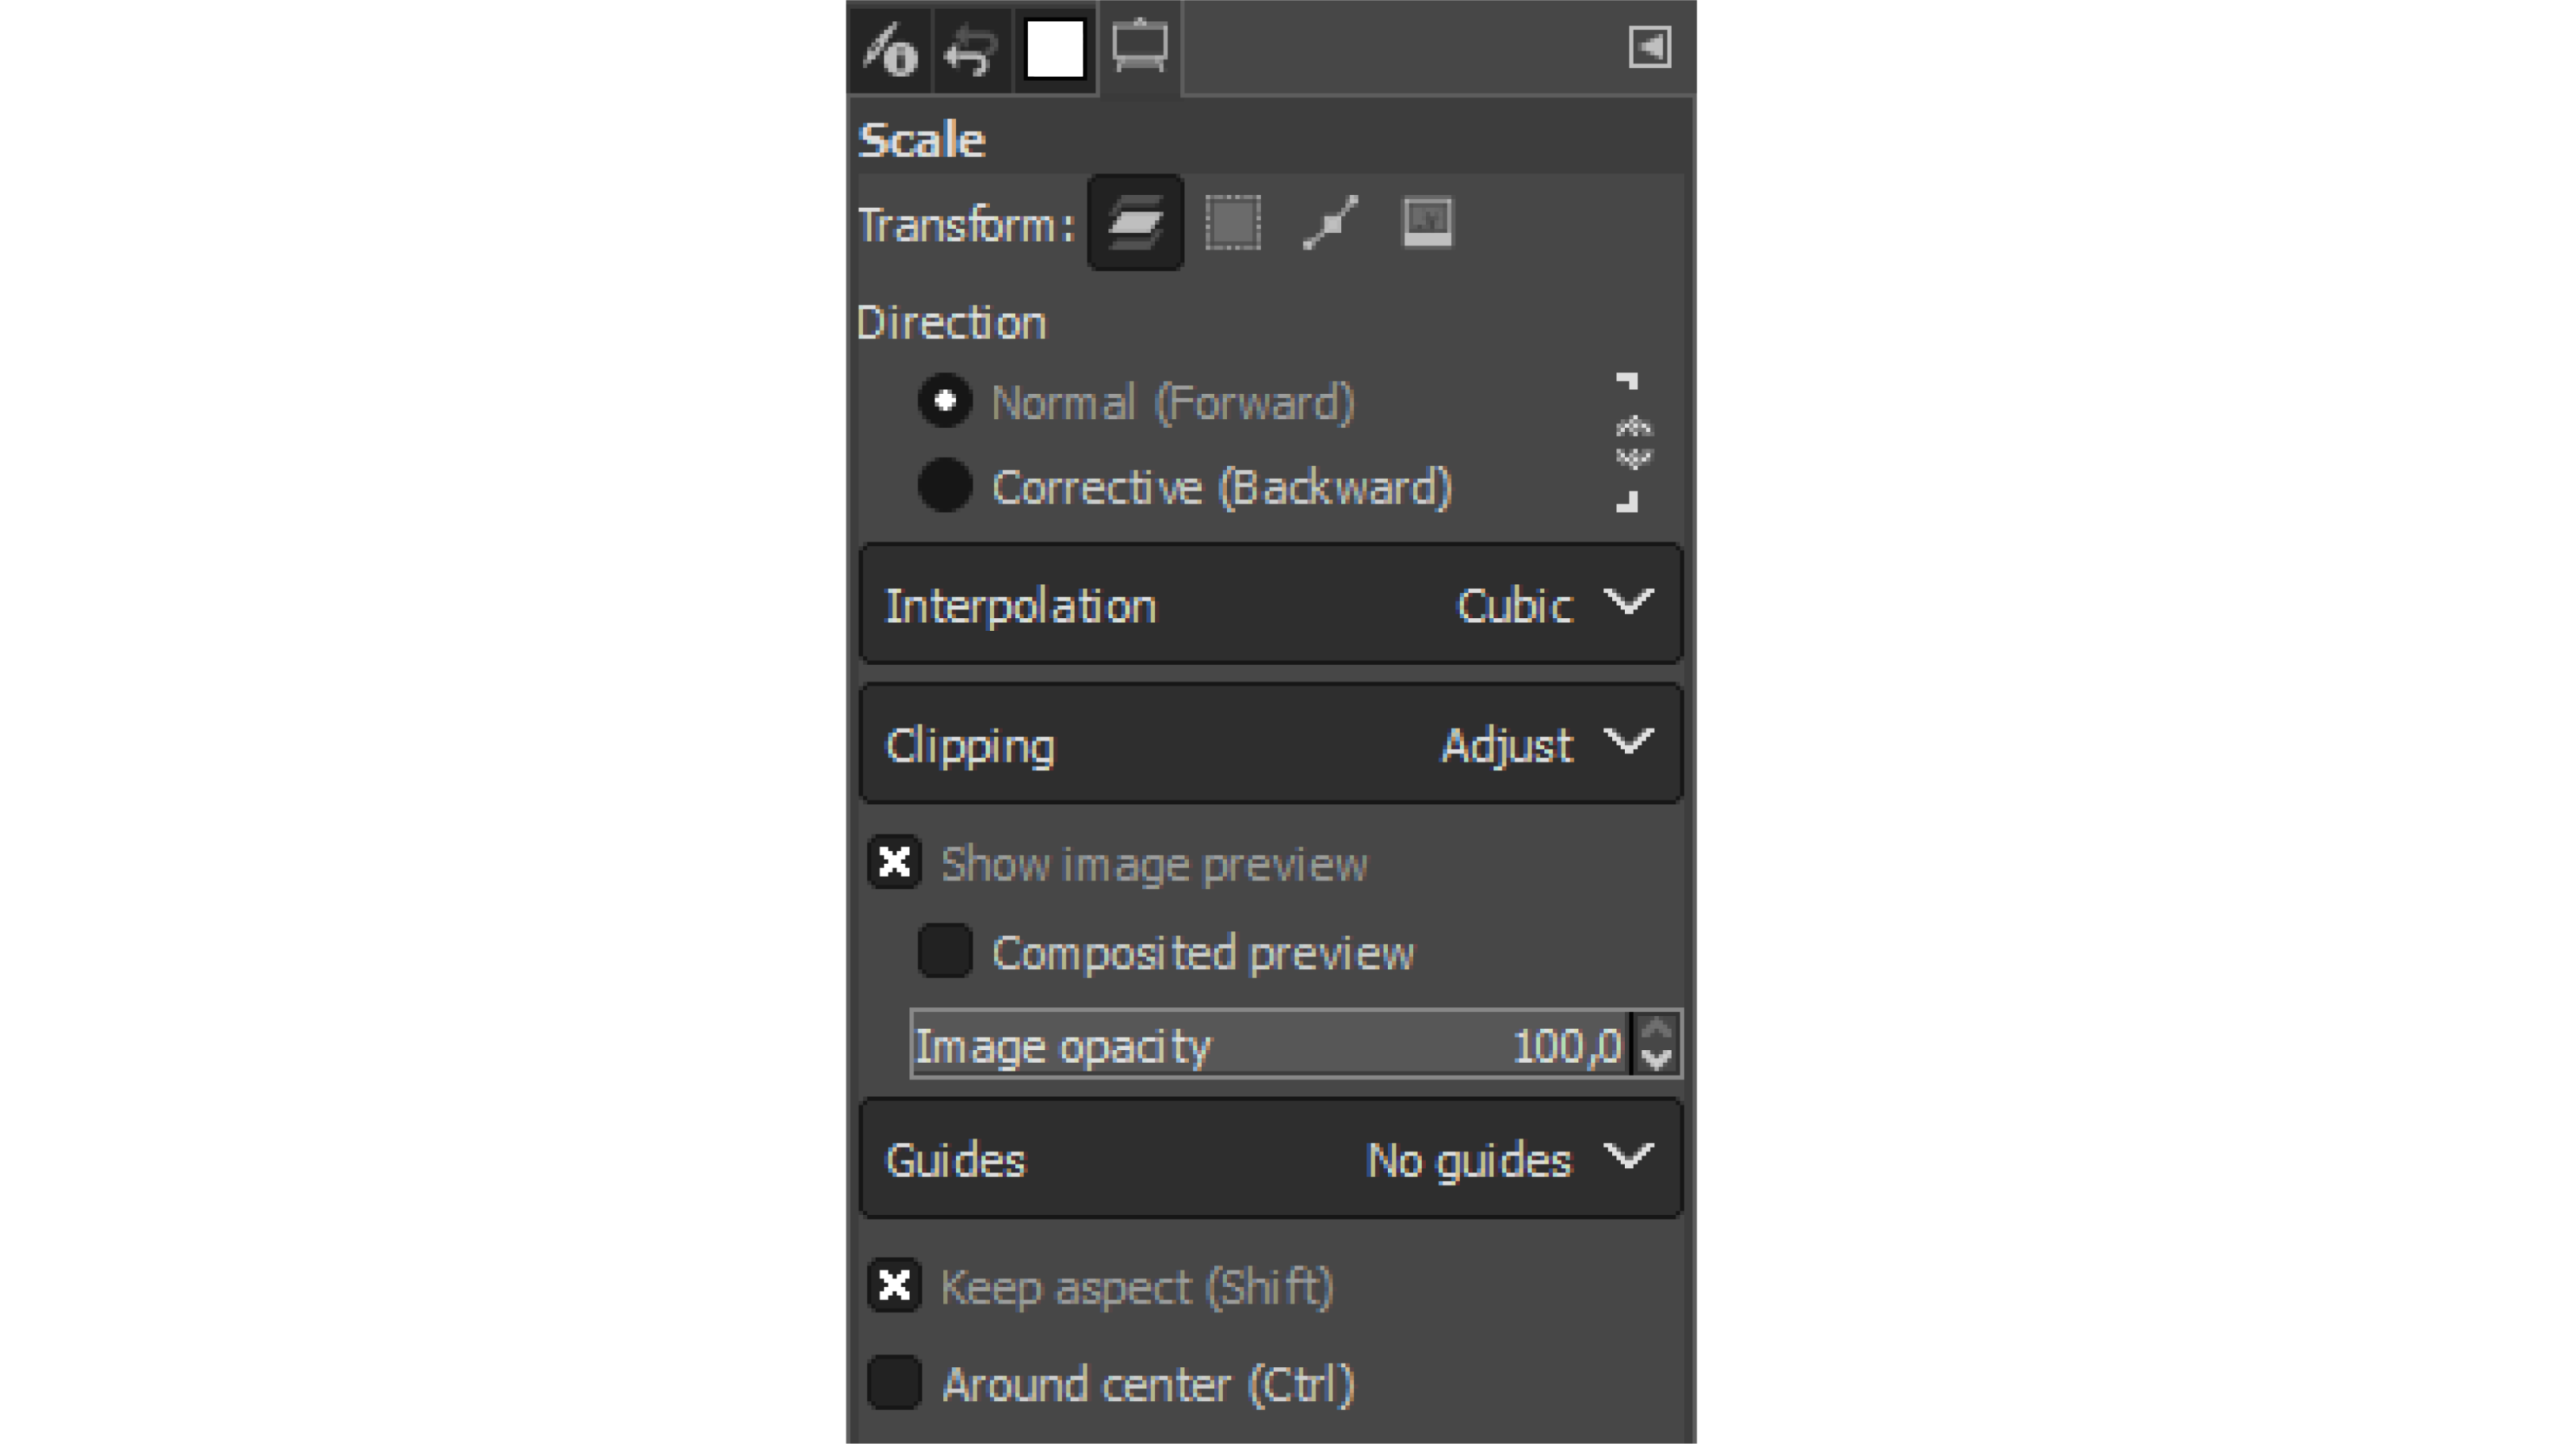 Scale
Transform:
Direction
Normal (Forward)
Corrective (Backward)
Interpolation Cubic
Clipping Adjust
Show image preview
Composited preview
Image opacity 100,0
Guides No guides
Keep aspect (Shift)
Around center (Ctrl)